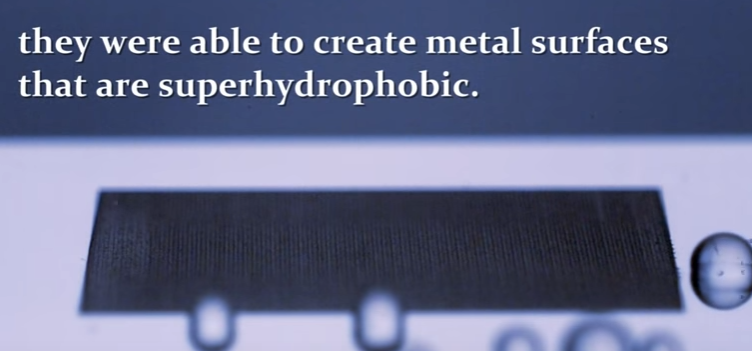 they were able to create metal surfaces
that are superhydrophobic.